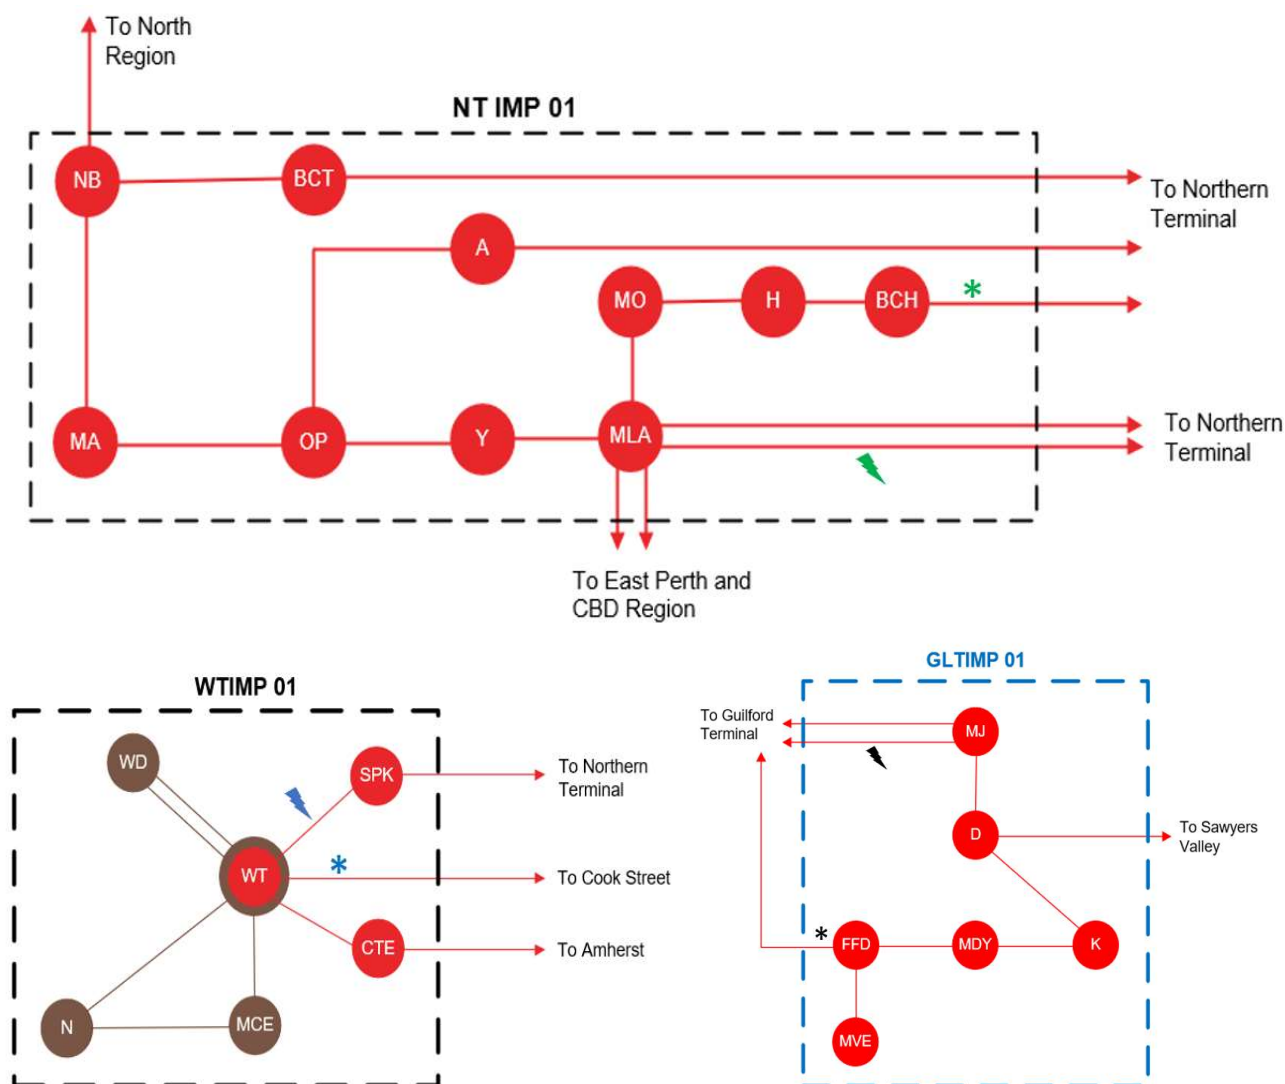 To North
Region
NT IMP 01
NB
BCT
To Northern
Terminal
A
MO
H
BCH
*
MA
OP
Y
MLA
To Northern
Terminal
To East Perth and
CBD Region
WTIMP 01
WD
SPK
To Northern
Terminal
WT
*
To Cook Street
CTE
To Amherst
N
MCE
GLTIMP 01
To Guilford
Terminal
MJ
D
To Sawyers
Valley
*
FFD
MDY
K
MVE